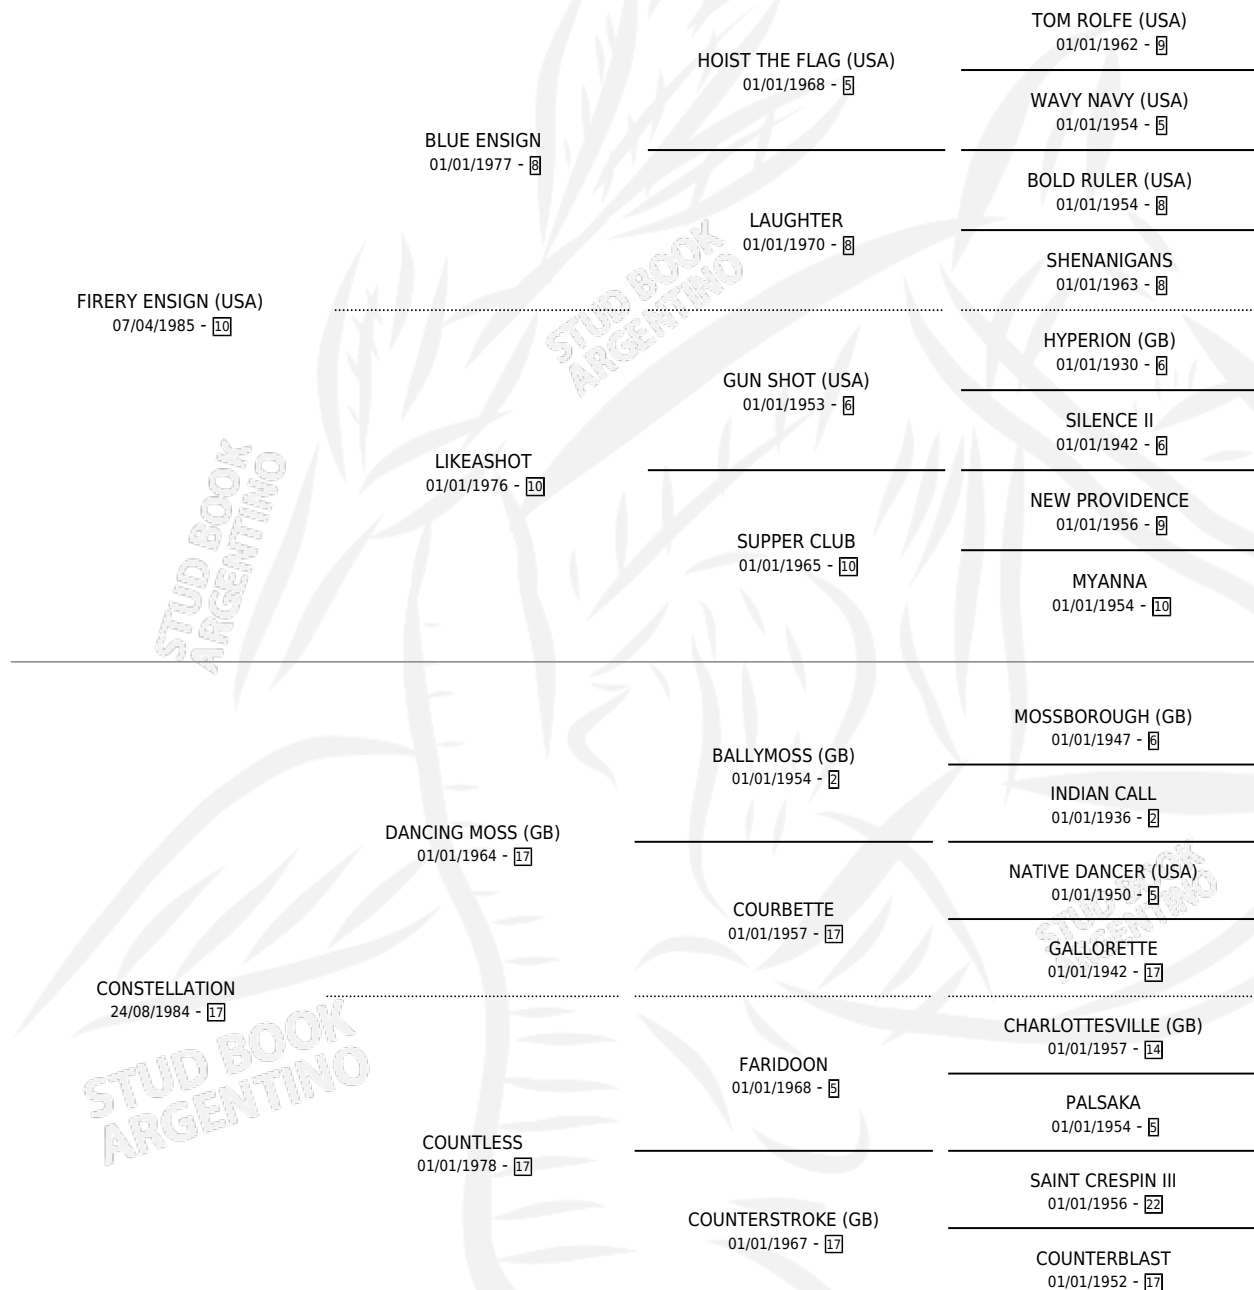 TOM ROLFE (USA)
01/01/1962 - 9
HOIST THE FLAG (USA)
01/01/1968 - 5
WAVY NAVY (USA)
01/01/1954 - 5
BLUE ENSIGN
01/01/1977 - 8
BOLD RULER (USA)
01/01/1954 - 8
LAUGHTER
01/01/1970 - 8
SHENANIGANS
01/01/1963 - 8
FIRERY ENSIGN (USA)
07/04/1985 - 10
HYPERION (GB)
01/01/1930 - 6
GUN SHOT (USA)
01/01/1953 - 6
SILENCE II
01/01/1942 - 6
LIKEASHOT
01/01/1976 - 10
NEW PROVIDENCE
01/01/1956 - 9
SUPPER CLUB
01/01/1965 - 10
MYANNA
01/01/1954 - 10
MOSSBOROUGH (GB)
01/01/1947 - 6
BALLYMOSS (GB)
01/01/1954 - 2
INDIAN CALL
01/01/1936 - 2
DANCING MOSS (GB)
01/01/1964 - 17
NATIVE DANCER (USA)
01/01/1950 - 5
COURBETTE
01/01/1957 - 17
GALLORETTE
01/01/1942 - 17
CONSTELLATION
24/08/1984 - 17
CHARLOTTESVILLE (GB)
01/01/1957 - 14
FARIDOON
01/01/1968 - 5
PALSAKA
01/01/1954 - 5
COUNTLESS
01/01/1978 - 17
SAINT CRESPIN III
01/01/1956 - 22
COUNTERSTROKE (GB)
01/01/1967 - 17
COUNTERBLAST
01/01/1952 - 17
STUD BOOK
ARGENTINO
STUD BOOK
ARGENTINO
STUD BOOK
ARGENTINO
STUD BOOK
ARGENTINO